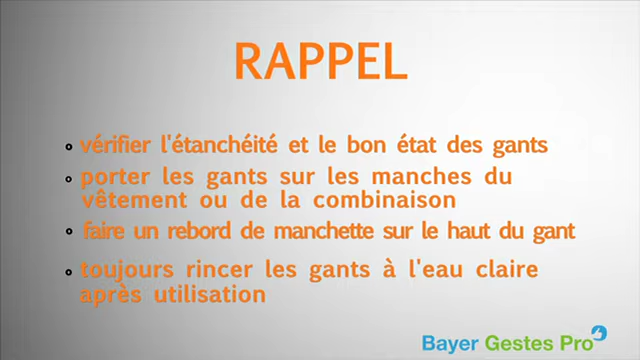 RAPPEL
vérifier l'étanchéité et le bon état des gants
porter les gants sur les manches du
vêtement ou de la combinaison
faire un rebord de manchette sur le haut du gant
toujours rincer les gants à l'eau claire
après utilisation
Bayer Gestes Pro